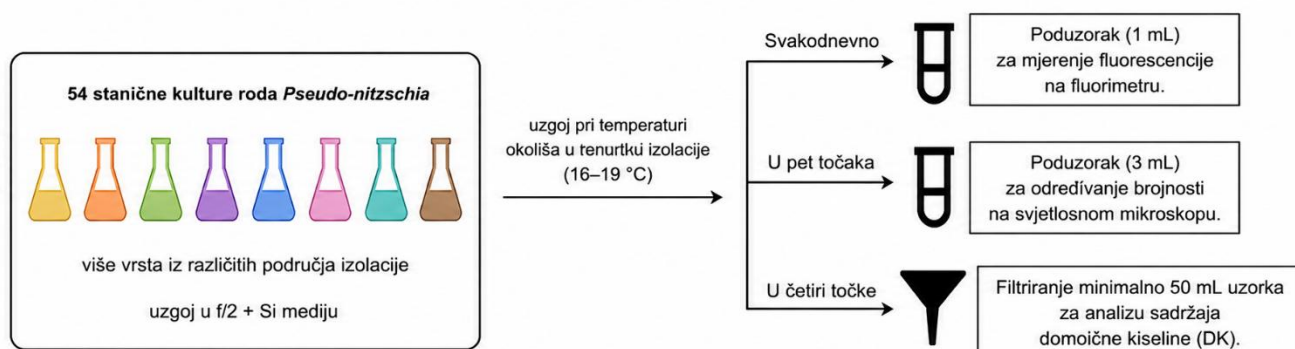 54 stanične kulture roda Pseudo-nitzschia
više vrsta iz različitih područja izolacije
uzgoj u f/2 + Si mediju
uzgoj pri temperaturi
okoliša u tenurtku izolacije
(16–19 °C)
Svakodnevno
Poduzorak (1 mL)
za mjerenje fluorescencije
na fluorimetru.
U pet točaka
Poduzorak (3 mL)
za određívanje brojnosti
na svjetlosnom mikroskopu.
U četiri točke
Filtriranje minimalno 50 mL uzorka
za analizu sadržaja
domoične kiseline (DK).